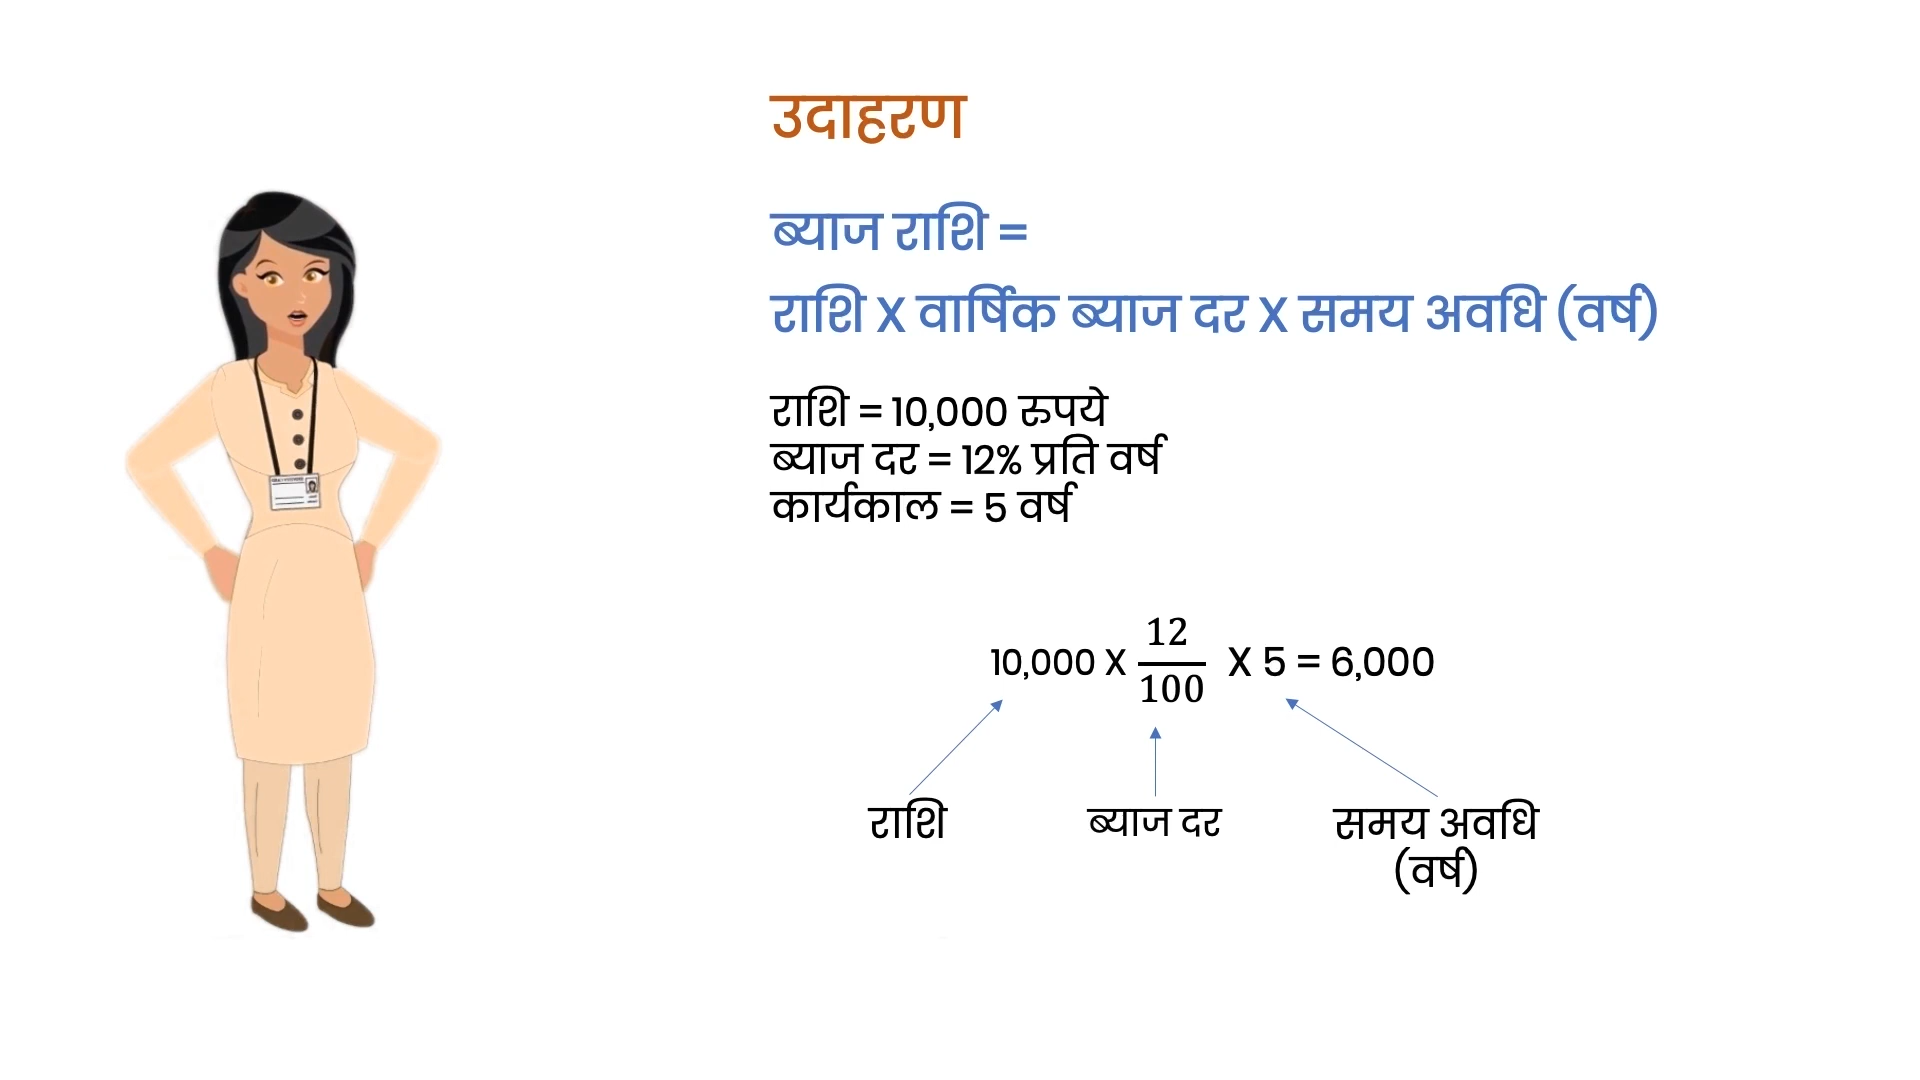 उदाहरण
ब्याज राशि =
राशि X वार्षिक ब्याज दर X समय अवधि (वर्ष)
राशि = 10,000 रुपये
ब्याज दर = 12% प्रति वर्ष
कार्यकाल = 5 वर्ष
10,000 X 12/100 X 5 = 6,000
राशि
ब्याज दर
समय अवधि
(वर्ष)